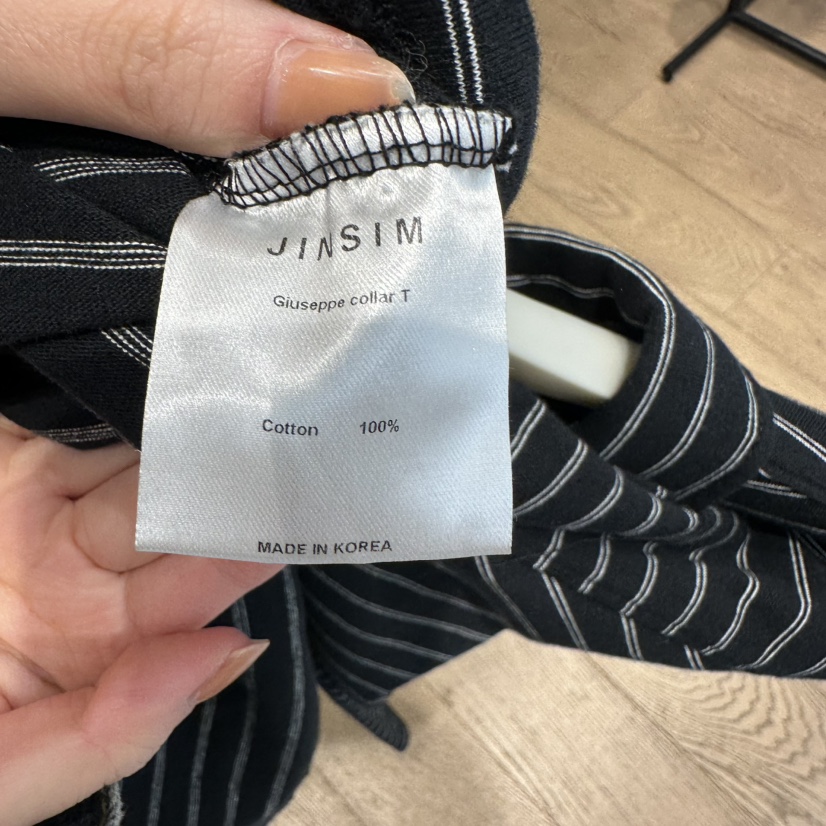 JINSIM
Giuseppe collar T
Cotton 100%
MADE IN KOREA